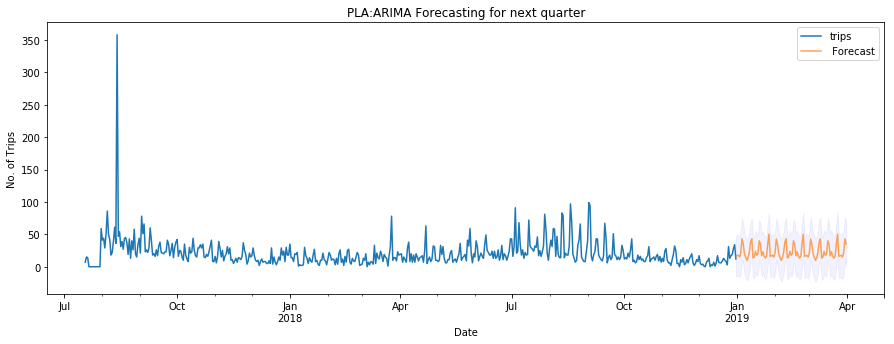 PLA:ARIMA Forecasting for next quarter
trips
Forecast
No. of Trips
350
300
250
200
150
100
50
0
Jul
Oct
Jan
2018
Apr
Jul
Oct
Jan
2019
Apr
Date